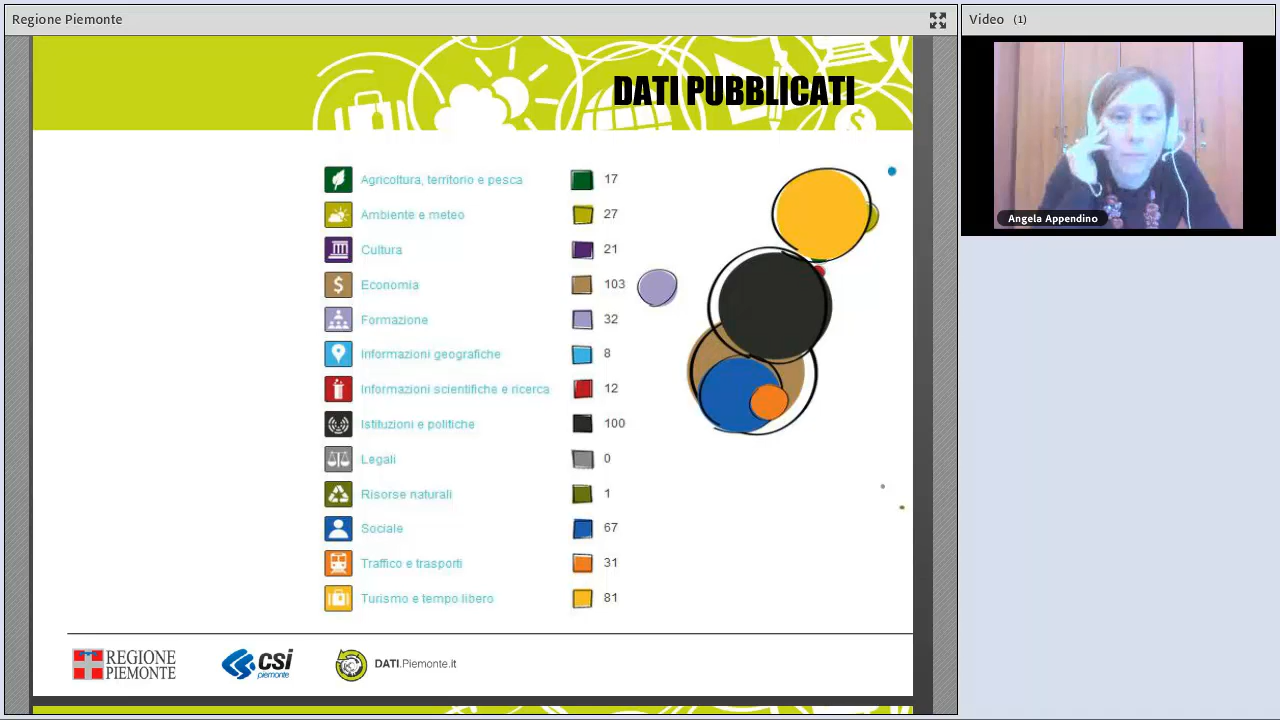 Regione Piemonte
Video (1)
DATI PUBBLICATI
Angela Appendino
Agricoltura, territorio e pesca 17
Ambiente e meteo 27
Cultura 21
Economia 103
Formazione 32
Informazioni geografiche 8
Informazioni scientifiche e ricerca 12
Istituzioni e politiche 100
Legali 0
Risorse naturali 1
Sociale 67
Traffico e trasporti 31
Turismo e tempo libero 81
REGIONE
PIEMONTE
csi
piemonte
DATI.Piemonte.it